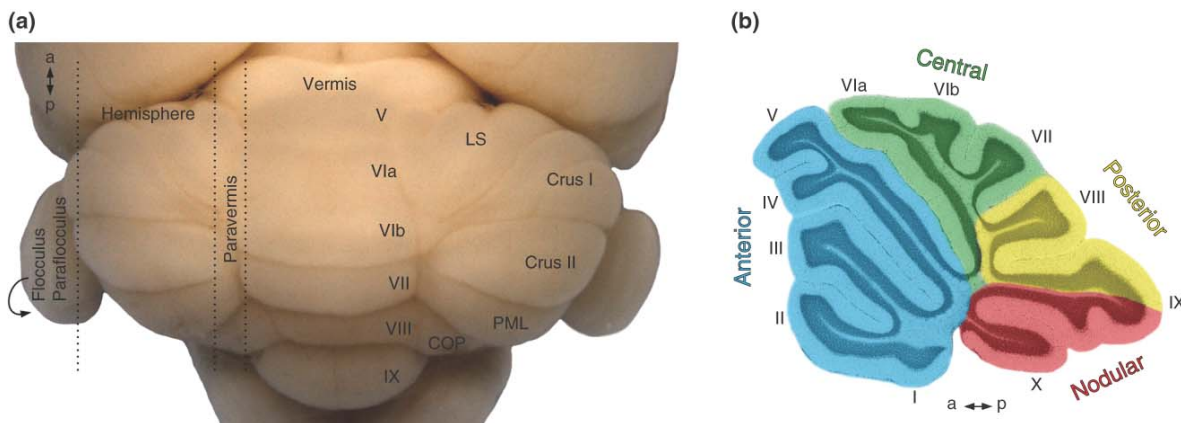 (a)
a
p
Vermis
Hemisphere
V
LS
VIa
Crus I
Paravermis
VIb
Flocculus
Paraflocculus
Crus II
VII
PML
VIII
COP
IX
(b)
Central
VIa
VIb
V
VII
Posterior
VIII
IV
Anterior
III
II
IX
X
Nodular
I
a
p